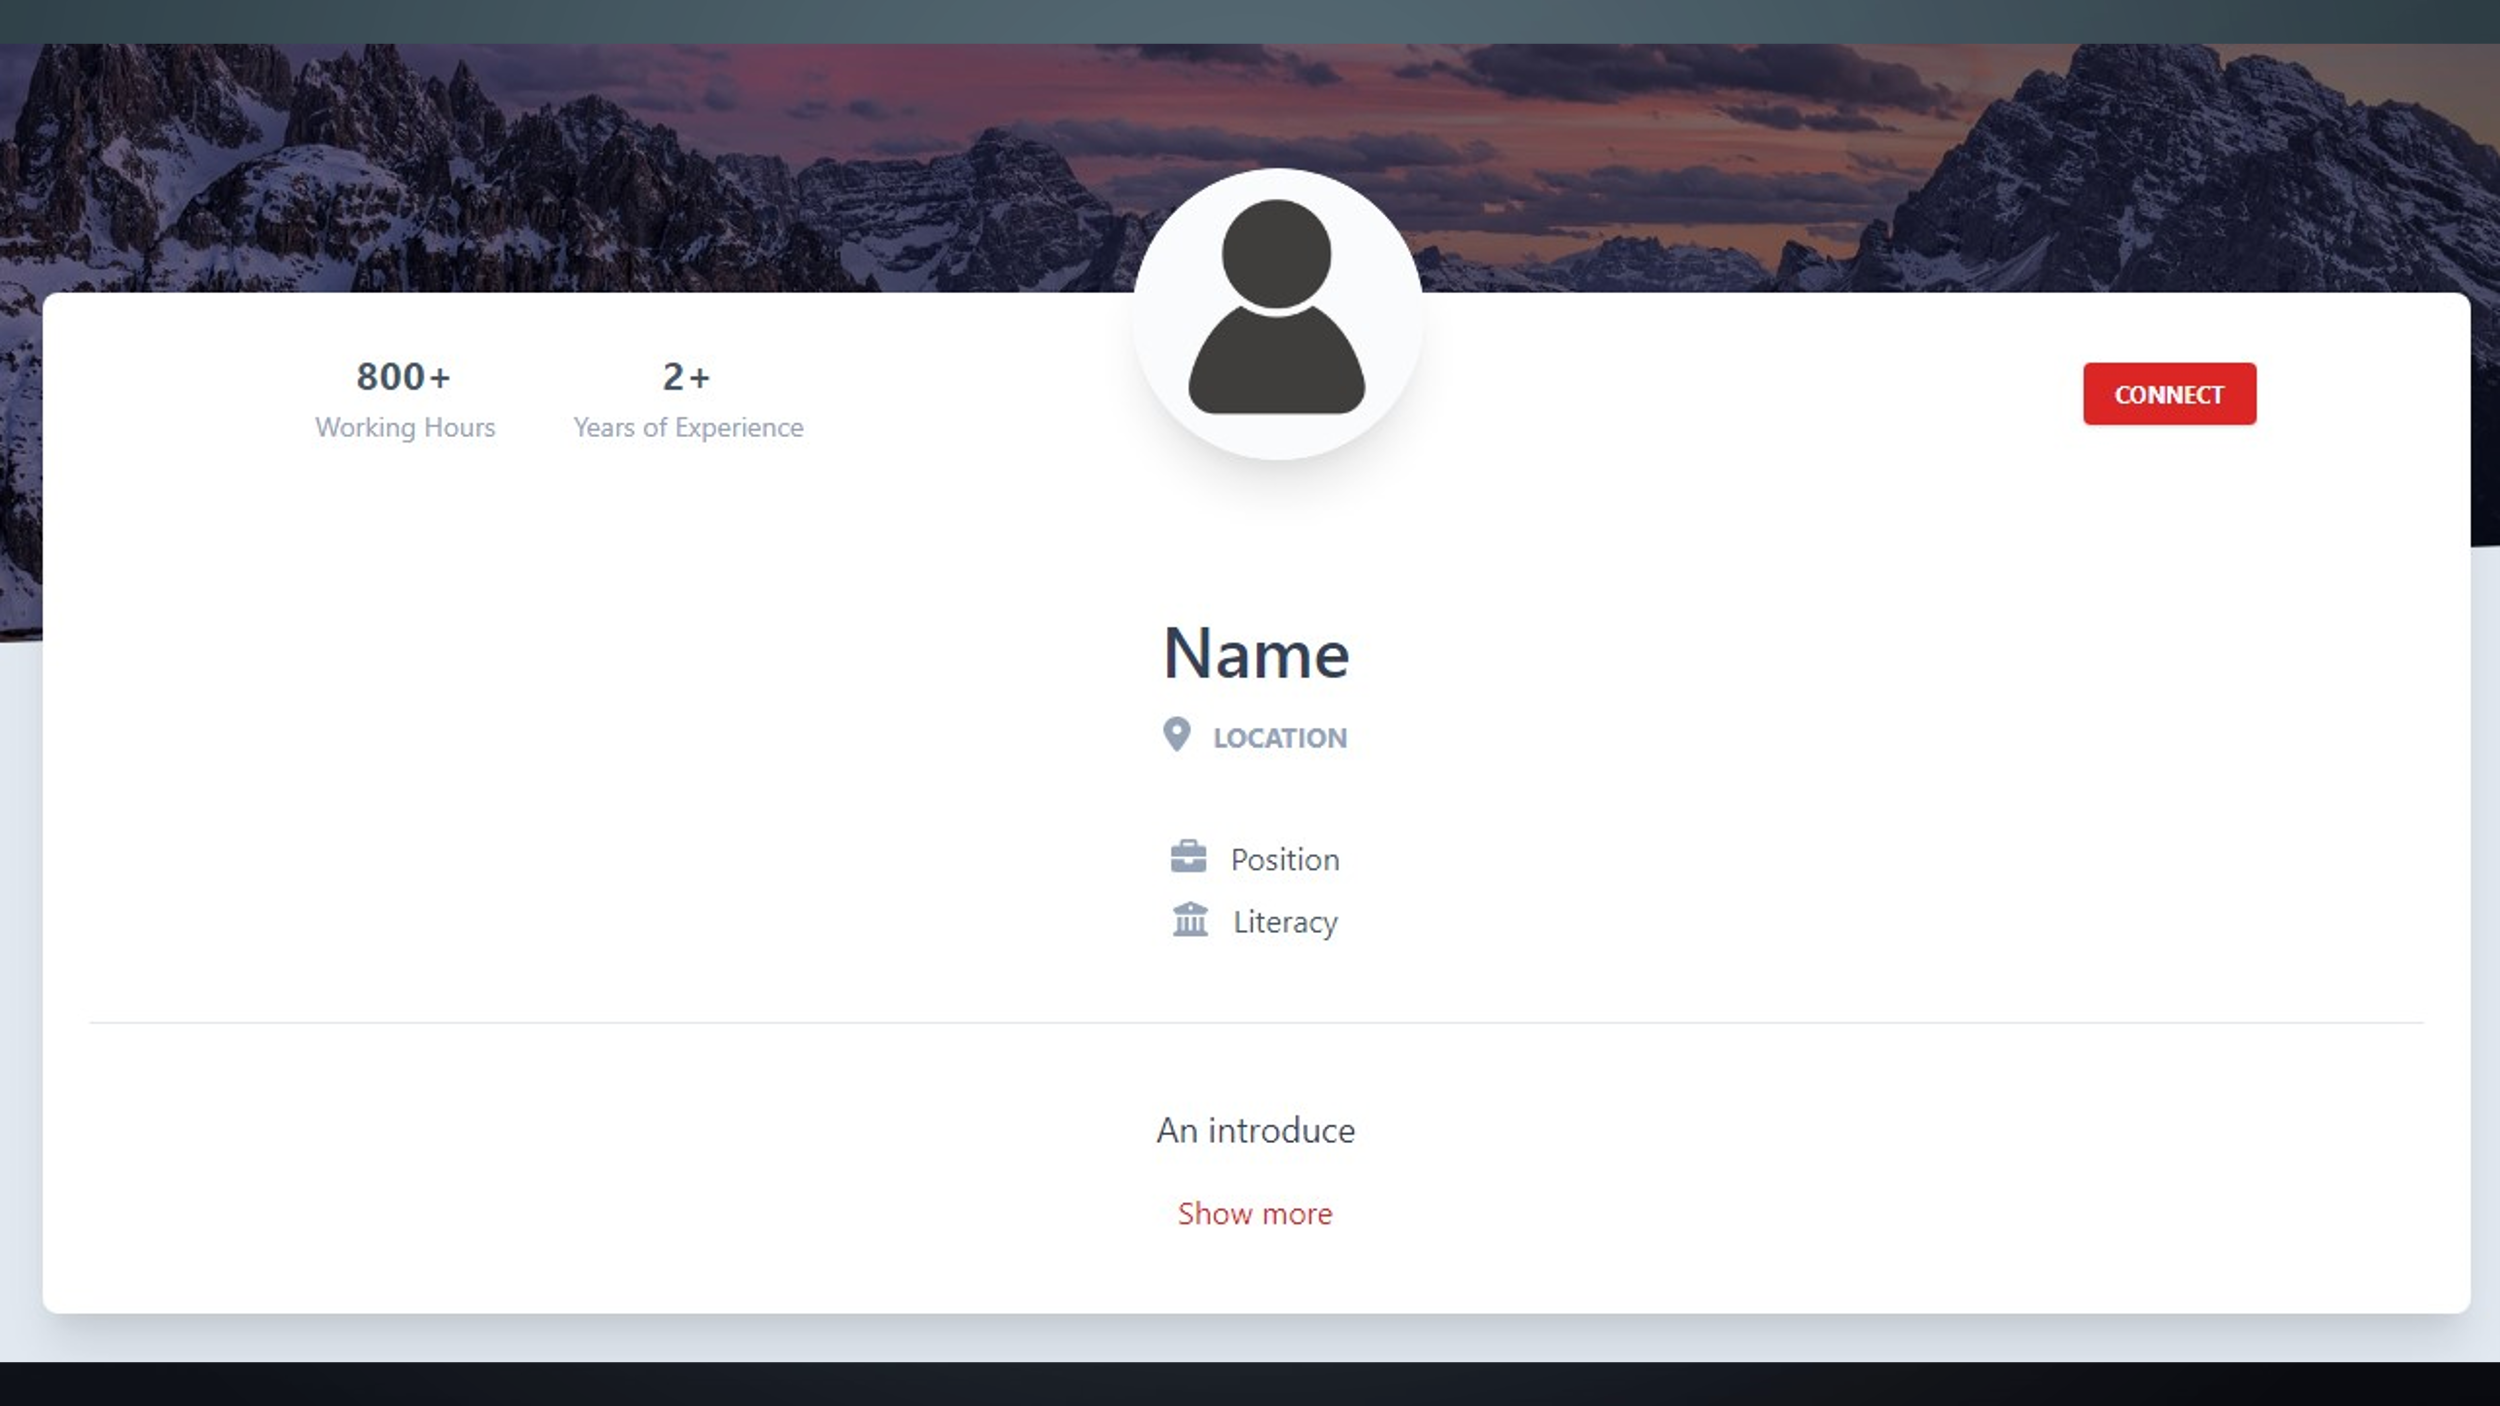 800+
Working Hours
2+
Years of Experience
CONNECT
Name
LOCATION
Position
Literacy
An introduce
Show more